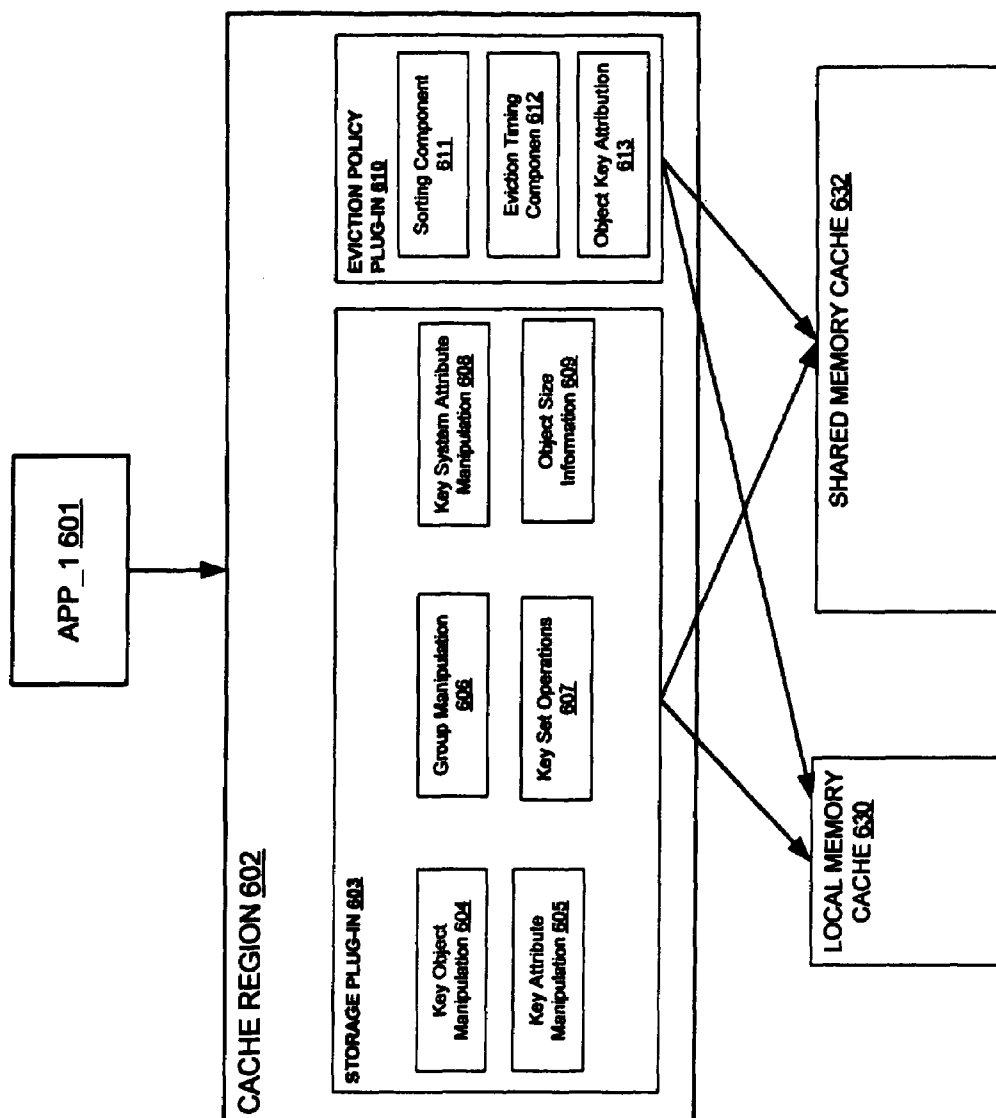 APP_1 601
CACHE REGION 602
STORAGE PLUG-IN 603
Key Object
Manipulation 604
Key Attribute
Manipulation 605
Group Manipulation
606
Key Set Operations
607
Key System Attribute
Manipulation 608
Object Size
Information 609
EVICTION POLICY
PLUG-IN 610
Sorting Component
611
Eviction Timing
Componen 612
Object Key Attribution
613
LOCAL MEMORY
CACHE 630
SHARED MEMORY CACHE 632